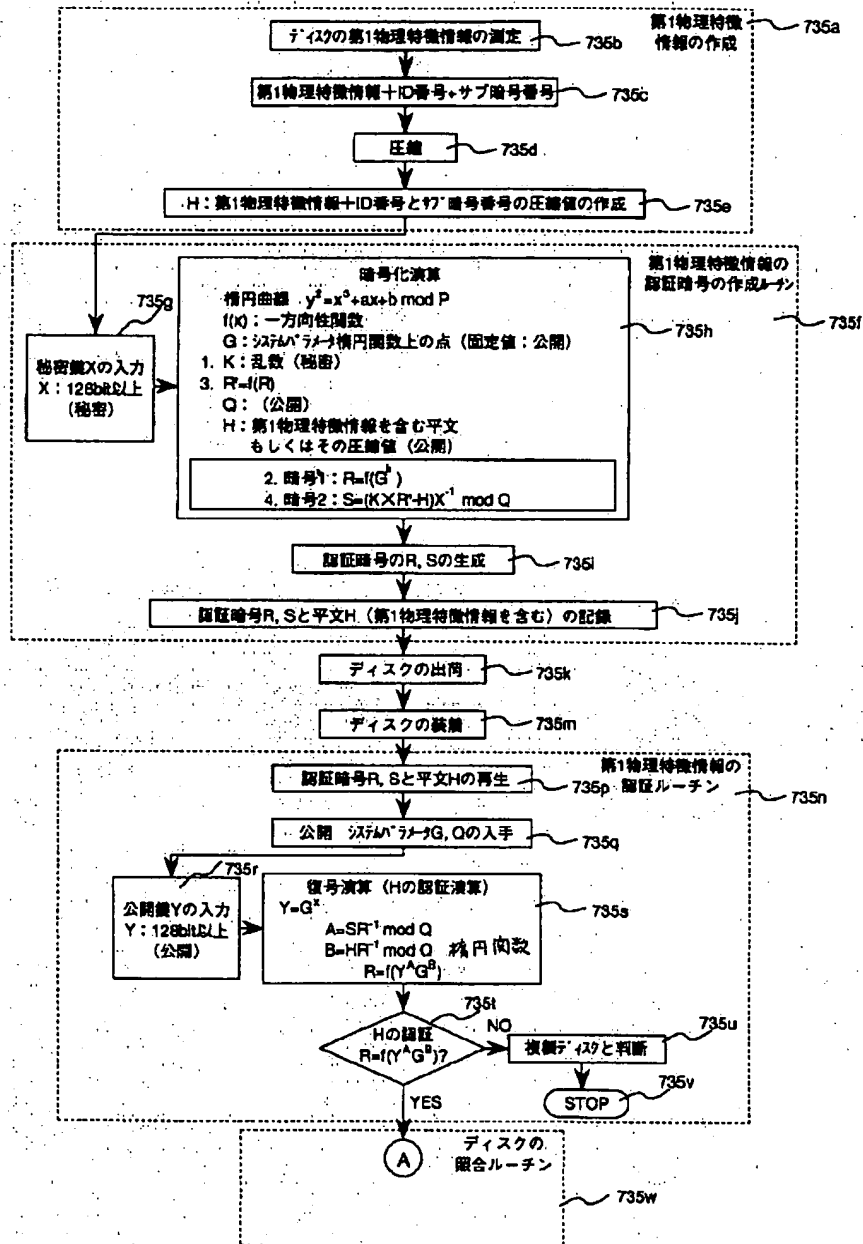 第1物理特徴
情報の作成
735a
ディスクの第1物理特徴情報の測定
735b
第1物理特徴情報+ID番号+サブ暗号番号
735c
圧縮
735d
H:第1物理特徴情報+ID番号とサブ暗号番号の圧縮値の作成
735e
第1物理特徴情報の
認証暗号の作成ルーチン
735f
735g
秘密鍵Xの入力
X:128bit以上
(秘密)
暗号化演算
楕円曲線 y²=x³+ax+b mod P
f(x):一方向性関数
G:システムパラメータ楕円関数上の点(固定値:公開)
1. K:乱数(秘密)
3. R'=f(R)
Q:(公開)
H:第1物理特徴情報を含む平文
もしくはその圧縮値(公開)
2. 暗号1:R=f(Gᵏ)
4. 暗号2:S=(K×R'-H)X⁻¹ mod Q
735h
認証暗号のR, Sの生成
735i
認証暗号R, Sと平文H(第1物理特徴情報を含む)の記録
735j
ディスクの出荷
735k
ディスクの装着
735m
第1物理特徴情報の
認証ルーチン
735n
認証暗号R, Sと平文Hの再生
735p
公開 システムパラメータG, Qの入手
735q
735r
公開鍵Yの入力
Y:128bit以上
(公開)
復号演算(Hの認証演算)
Y=Gˣ
A=SR⁻¹ mod Q
B=HR⁻¹ mod Q 楕円関数
R=f(YᴬGᴮ)
735s
735t
Hの認証
R=f(YᴬGᴮ)?
NO
複製ディスクと判断
735u
STOP
735v
YES
A
ディスクの
照合ルーチン
735w